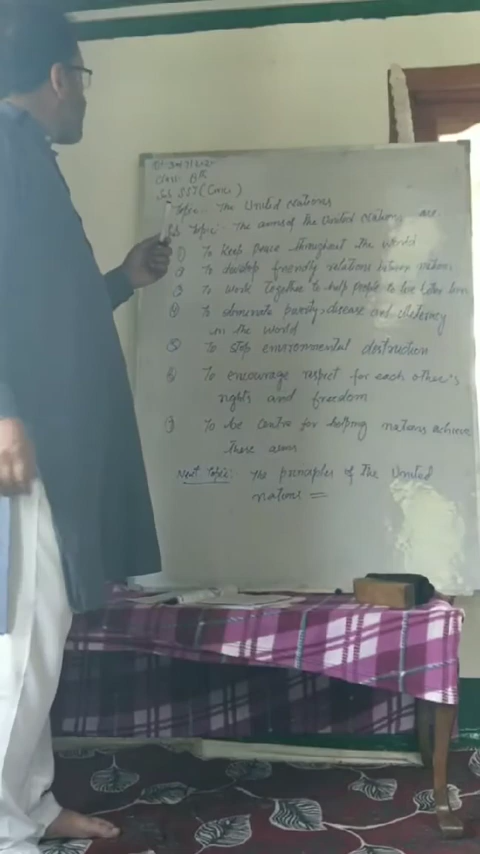 Class 8th
Sub SST (Civic)
Topic: The United Nations
Sub Topic: The aims of the United Nations are
① To keep peace throughout the world
② To develop friendly relations between nations
③ To work together to help people to live better lives
④ To eliminate poverty, disease and illiteracy
in the world
⑤ To stop environmental destruction
⑥ To encourage respect for each other's
rights and freedom
⑦ To be centre for helping nations achieve
these aims.
Next Topic: The principles of the United
nations =